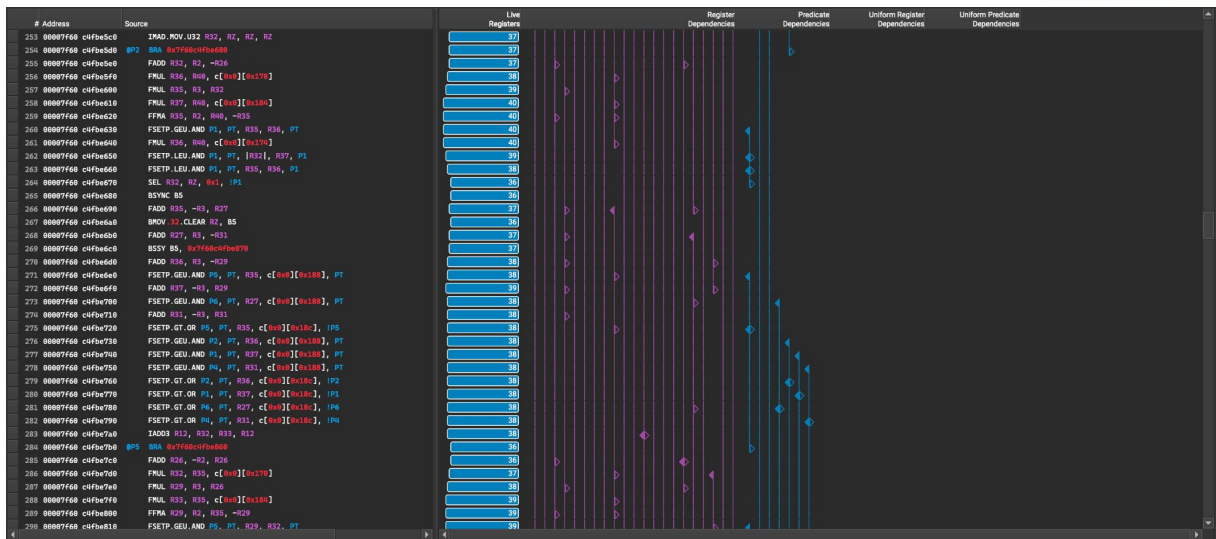 Live Register Predicate Uniform Register Uniform Predicate
# Address Source Registers Dependencies Dependencies Dependencies Dependencies
253 00007f60 c4fbe5c0 IMAD.MOV.U32 R32, RZ, RZ, RZ 37
254 00007f60 c4fbe5d0 @P2 BRA 0x7f60c4fbe680 37
255 00007f60 c4fbe5e0 FADD R32, R2, -R26 37
256 00007f60 c4fbe5f0 FMUL R36, R40, c[0x0][0x178] 38
257 00007f60 c4fbe600 FMUL R35, R3, R32 39
258 00007f60 c4fbe610 FMUL R37, R40, c[0x0][0x184] 40
259 00007f60 c4fbe620 FFMA R35, R2, R40, -R35 40
260 00007f60 c4fbe630 FSETP.GEU.AND P1, PT, R35, R36, PT 40
261 00007f60 c4fbe640 FMUL R36, R40, c[0x0][0x174] 40
262 00007f60 c4fbe650 FSETP.LEU.AND P1, PT, |R32|, R37, P1 39
263 00007f60 c4fbe660 FSETP.LEU.AND P1, PT, R35, R36, P1 38
264 00007f60 c4fbe670 SEL R32, RZ, 0x1, !P1 36
265 00007f60 c4fbe680 BSYNC B5 36
266 00007f60 c4fbe690 FADD R35, -R3, R27 37
267 00007f60 c4fbe6a0 BMOV.32.CLEAR RZ, B5 36
268 00007f60 c4fbe6b0 FADD R27, R3, -R31 37
269 00007f60 c4fbe6c0 BSSY B5, 0x7f60c4fbe870 37
270 00007f60 c4fbe6d0 FADD R36, R3, -R29 38
271 00007f60 c4fbe6e0 FSETP.GEU.AND P5, PT, R35, c[0x0][0x188], PT 38
272 00007f60 c4fbe6f0 FADD R37, -R3, R29 39
273 00007f60 c4fbe700 FSETP.GEU.AND P6, PT, R27, c[0x0][0x188], PT 38
274 00007f60 c4fbe710 FADD R31, -R3, R31 38
275 00007f60 c4fbe720 FSETP.GT.OR P5, PT, R35, c[0x0][0x18c], !P5 38
276 00007f60 c4fbe730 FSETP.GEU.AND P2, PT, R36, c[0x0][0x188], PT 38
277 00007f60 c4fbe740 FSETP.GEU.AND P1, PT, R37, c[0x0][0x188], PT 38
278 00007f60 c4fbe750 FSETP.GEU.AND P4, PT, R31, c[0x0][0x188], PT 38
279 00007f60 c4fbe760 FSETP.GT.OR P2, PT, R36, c[0x0][0x18c], !P2 38
280 00007f60 c4fbe770 FSETP.GT.OR P1, PT, R37, c[0x0][0x18c], !P1 38
281 00007f60 c4fbe780 FSETP.GT.OR P6, PT, R27, c[0x0][0x18c], !P6 38
282 00007f60 c4fbe790 FSETP.GT.OR P4, PT, R31, c[0x0][0x18c], !P4 38
283 00007f60 c4fbe7a0 IADD3 R12, R32, R33, R12 38
284 00007f60 c4fbe7b0 @P5 BRA 0x7f60c4fbe860 36
285 00007f60 c4fbe7c0 FADD R26, -R2, R26 36
286 00007f60 c4fbe7d0 FMUL R32, R35, c[0x0][0x178] 37
287 00007f60 c4fbe7e0 FMUL R29, R3, R26 38
288 00007f60 c4fbe7f0 FMUL R33, R35, c[0x0][0x184] 39
289 00007f60 c4fbe800 FFMA R29, R2, R35, -R29 39
290 00007f60 c4fbe810 FSETP.GEU.AND P5, PT, R29, R32, PT 39